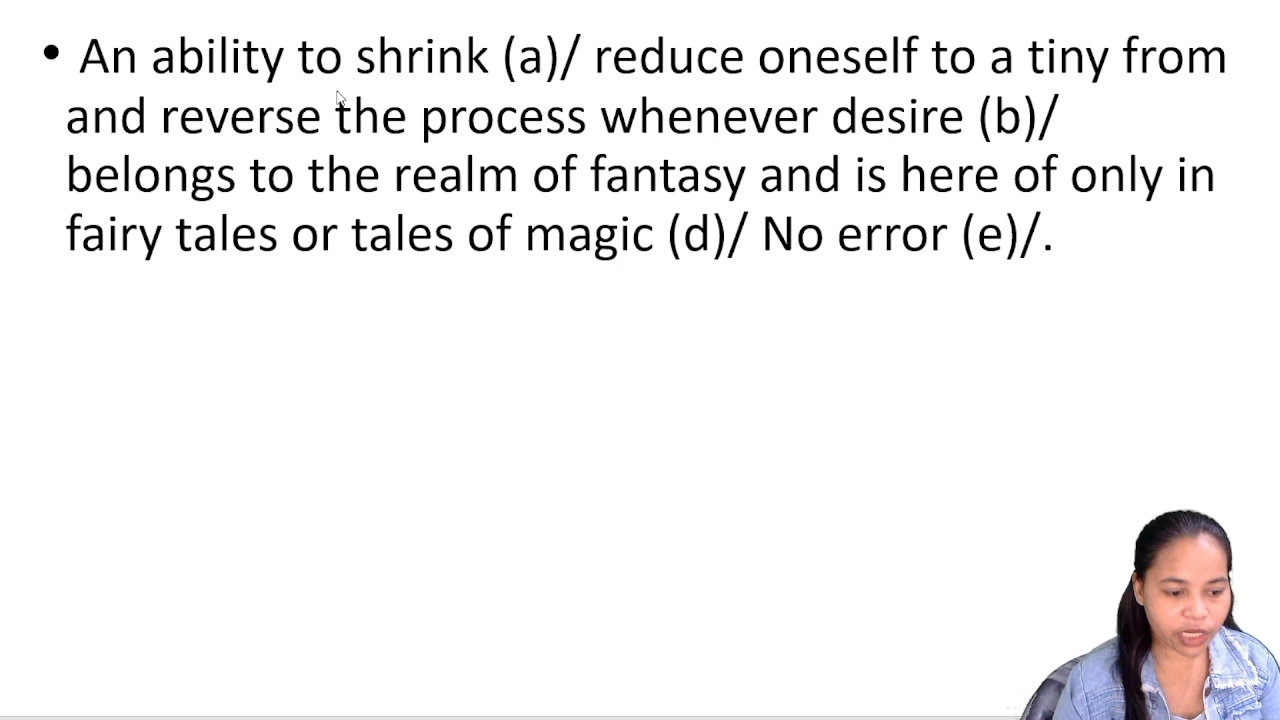 • An ability to shrink (a)/ reduce oneself to a tiny from
and reverse the process whenever desire (b)/
belongs to the realm of fantasy and is here of only in
fairy tales or tales of magic (d)/ No error (e)/.